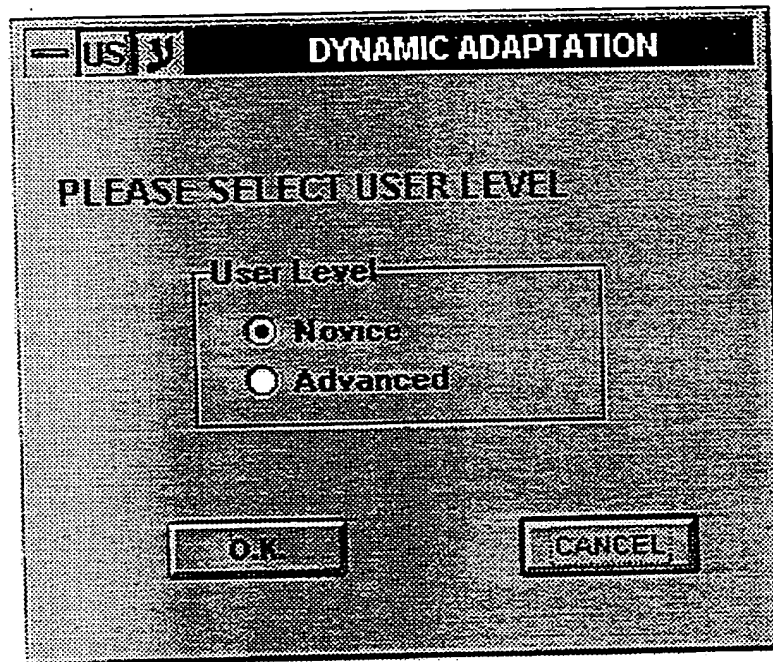 US DYNAMIC ADAPTATION
PLEASE SELECT USER LEVEL
User Level
Novice
Advanced
O.K.
CANCEL